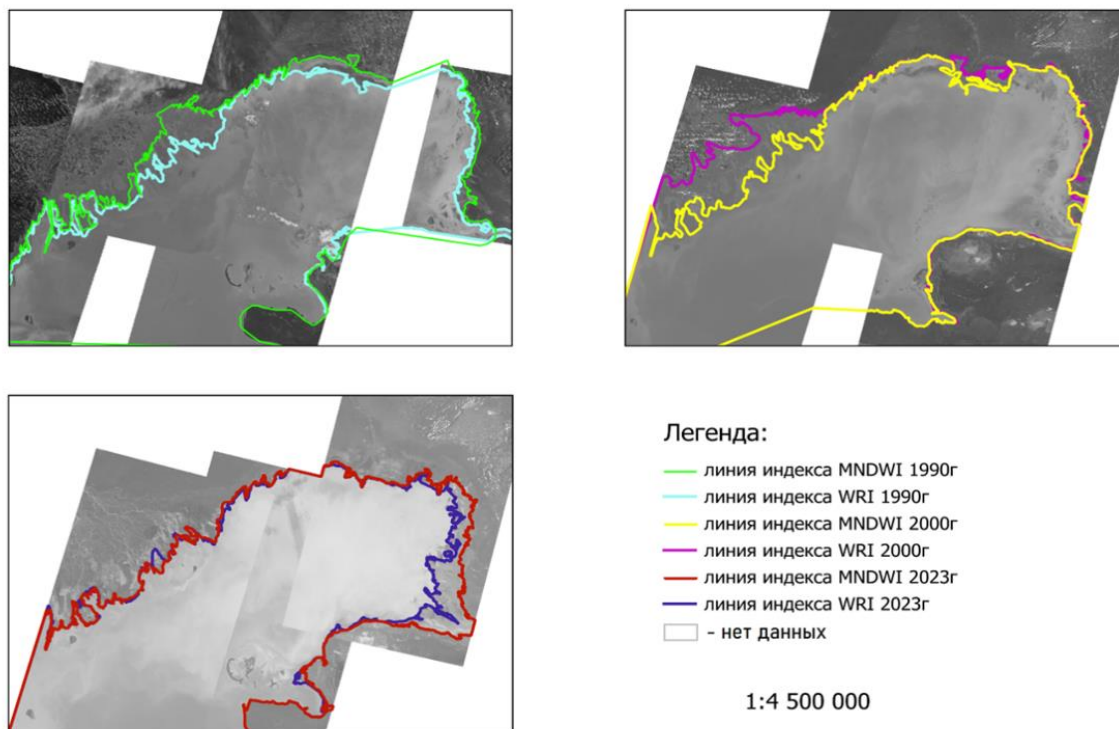 Легенда:
линия индекса MNDWI 1990г
линия индекса WRI 1990г
линия индекса MNDWI 2000г
линия индекса WRI 2000г
линия индекса MNDWI 2023г
линия индекса WRI 2023г
- нет данных
1:4 500 000